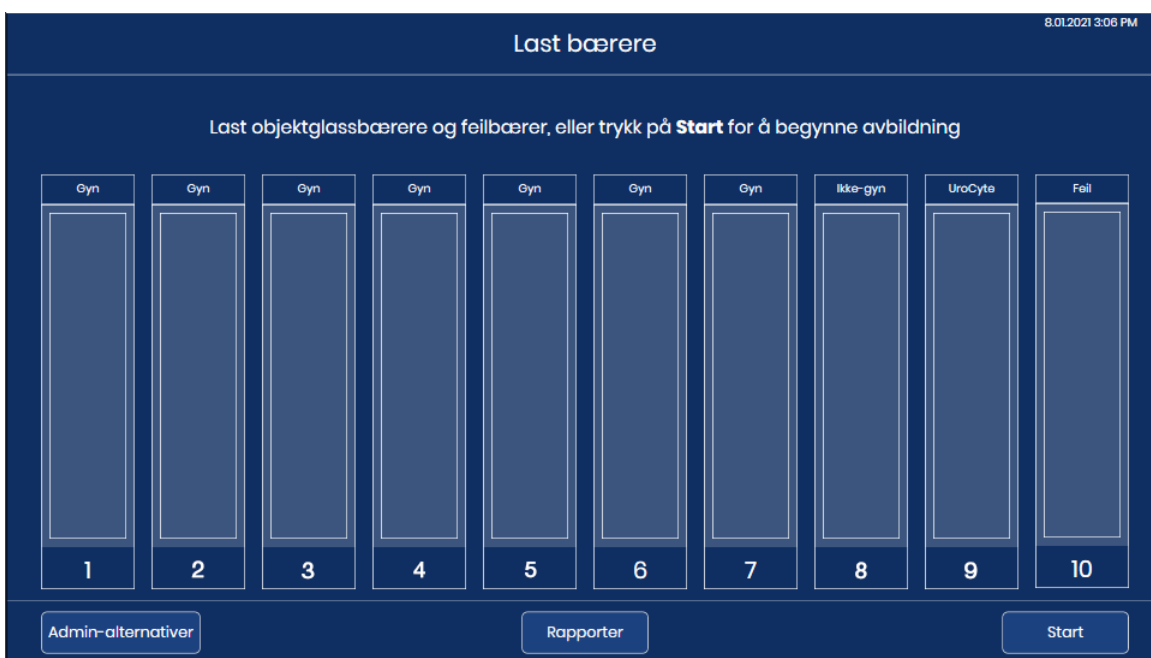 8.01.2021 3:06 PM
Last bærere
Last objektglassbærere og feilbærer, eller trykk på Start for å begynne avbildning
Gyn Gyn Gyn Gyn Gyn Gyn Gyn Ikke-gyn UroCyte Feil
1 2 3 4 5 6 7 8 9 10
Admin-alternativer Rapporter Start